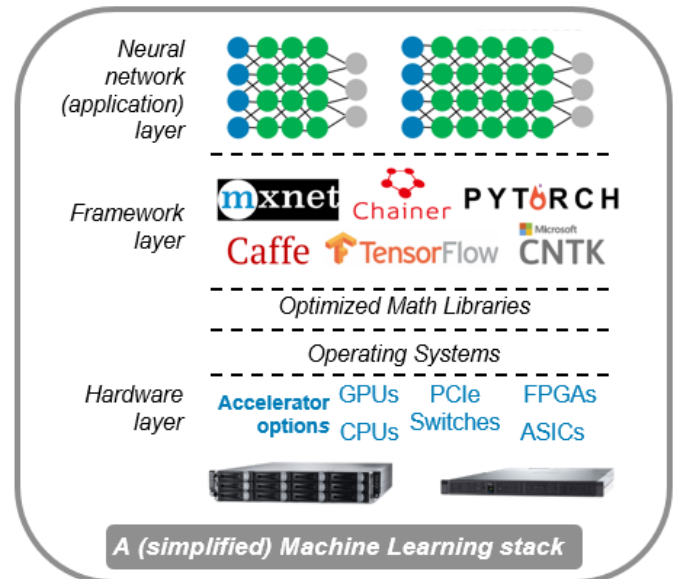 Neural
network
(application)
layer
Framework
layer
mxnet
Chainer
PYTORCH
Caffe
TensorFlow
Microsoft
CNTK
Optimized Math Libraries
Operating Systems
Hardware
layer
Accelerator
options
GPUs
CPUs
PCIe
Switches
FPGAs
ASICs
A (simplified) Machine Learning stack